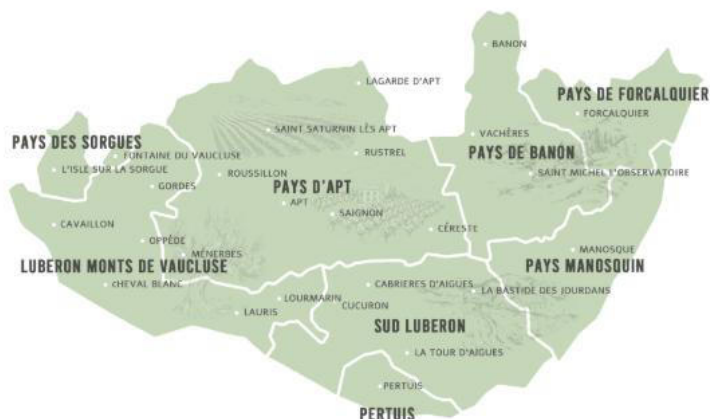 BANON
LAGARDE D'APT
PAYS DE FORCALQUIER
FORCALQUIER
SAINT SATURNIN LÈS APT
VACHÈRES
PAYS DES SORGUES
FONTAINE DU VAUCLUSE
RUSTREL
PAYS DE BANON
L'ISLE SUR LA SORGUE
ROUSSILLON
SAINT MICHEL L'OBSERVATOIRE
GORDES
PAYS D'APT
APT
SAIGNON
CAVAILLON
CÉRESTE
OPPÈDE
MÉNERBES
MANOSQUE
LUBERON MONTS DE VAUCLUSE
PAYS MANOSQUIN
CHEVAL BLANC
CABRIERES D'AIGUES
LA BASTIDE DES JOURDANS
LOURMARIN
CUCURON
LAURIS
SUD LUBERON
LA TOUR D'AIGUES
PERTUIS
PERTUIS